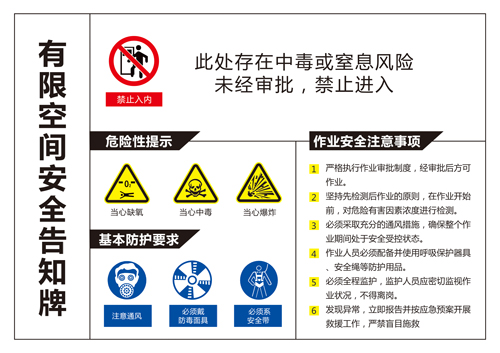 有限空间安全告知牌
禁止入内
此处存在中毒或窒息风险
未经审批，禁止进入
危险性提示
当心缺氧
当心中毒
当心爆炸
基本防护要求
注意通风
必须戴
防毒面具
必须系
安全带
作业安全注意事项
1 严格执行作业审批制度，经审批后方可
作业。
2 坚持先检测后作业的原则，在作业开始
前，对危险有害因素浓度进行检测。
3 必须采取充分的通风措施，确保整个作
业期间处于安全受控状态。
4 作业人员必须配备并使用呼吸保护器具
、安全绳等防护用品。
5 必须全程监护，监护人员应密切监视作
业状况，不得离岗。
6 发现异常，立即报告并按应急预案开展
救援工作，严禁盲目施救